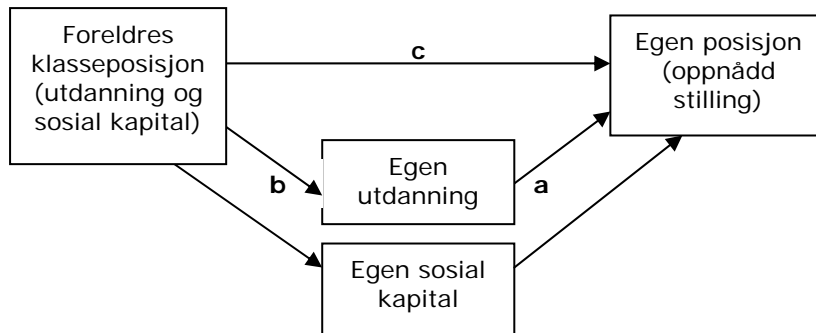 Foreldres
klasseposisjon
(utdanning og
sosial kapital)
c
Egen posisjon
(oppnådd
stilling)
b
Egen
utdanning
a
Egen sosial
kapital